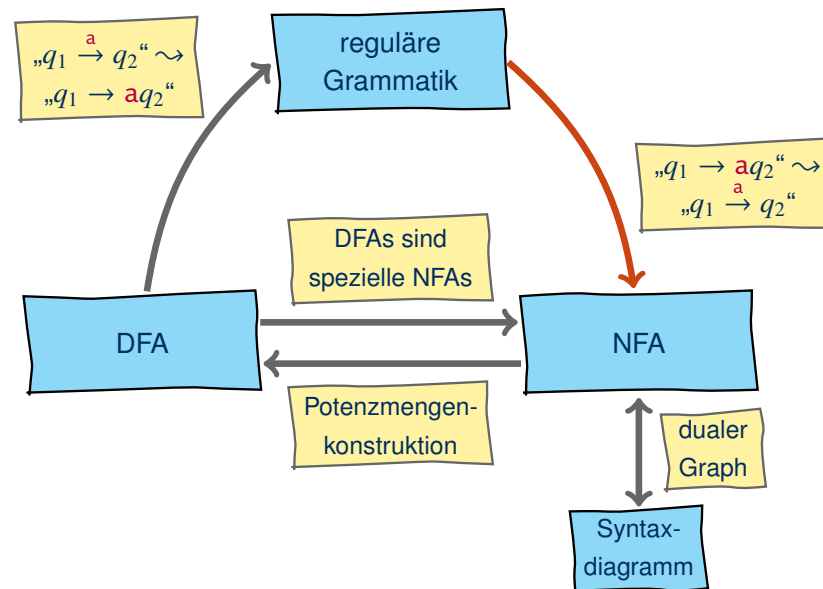 „q₁ →ᵃ q₂“ ⤳
„q₁ → aq₂“
reguläre
Grammatik
„q₁ → aq₂“ ⤳
„q₁ →ᵃ q₂“
DFAs sind
spezielle NFAs
DFA
NFA
Potenzmengen-
konstruktion
dualer
Graph
Syntax-
diagramm